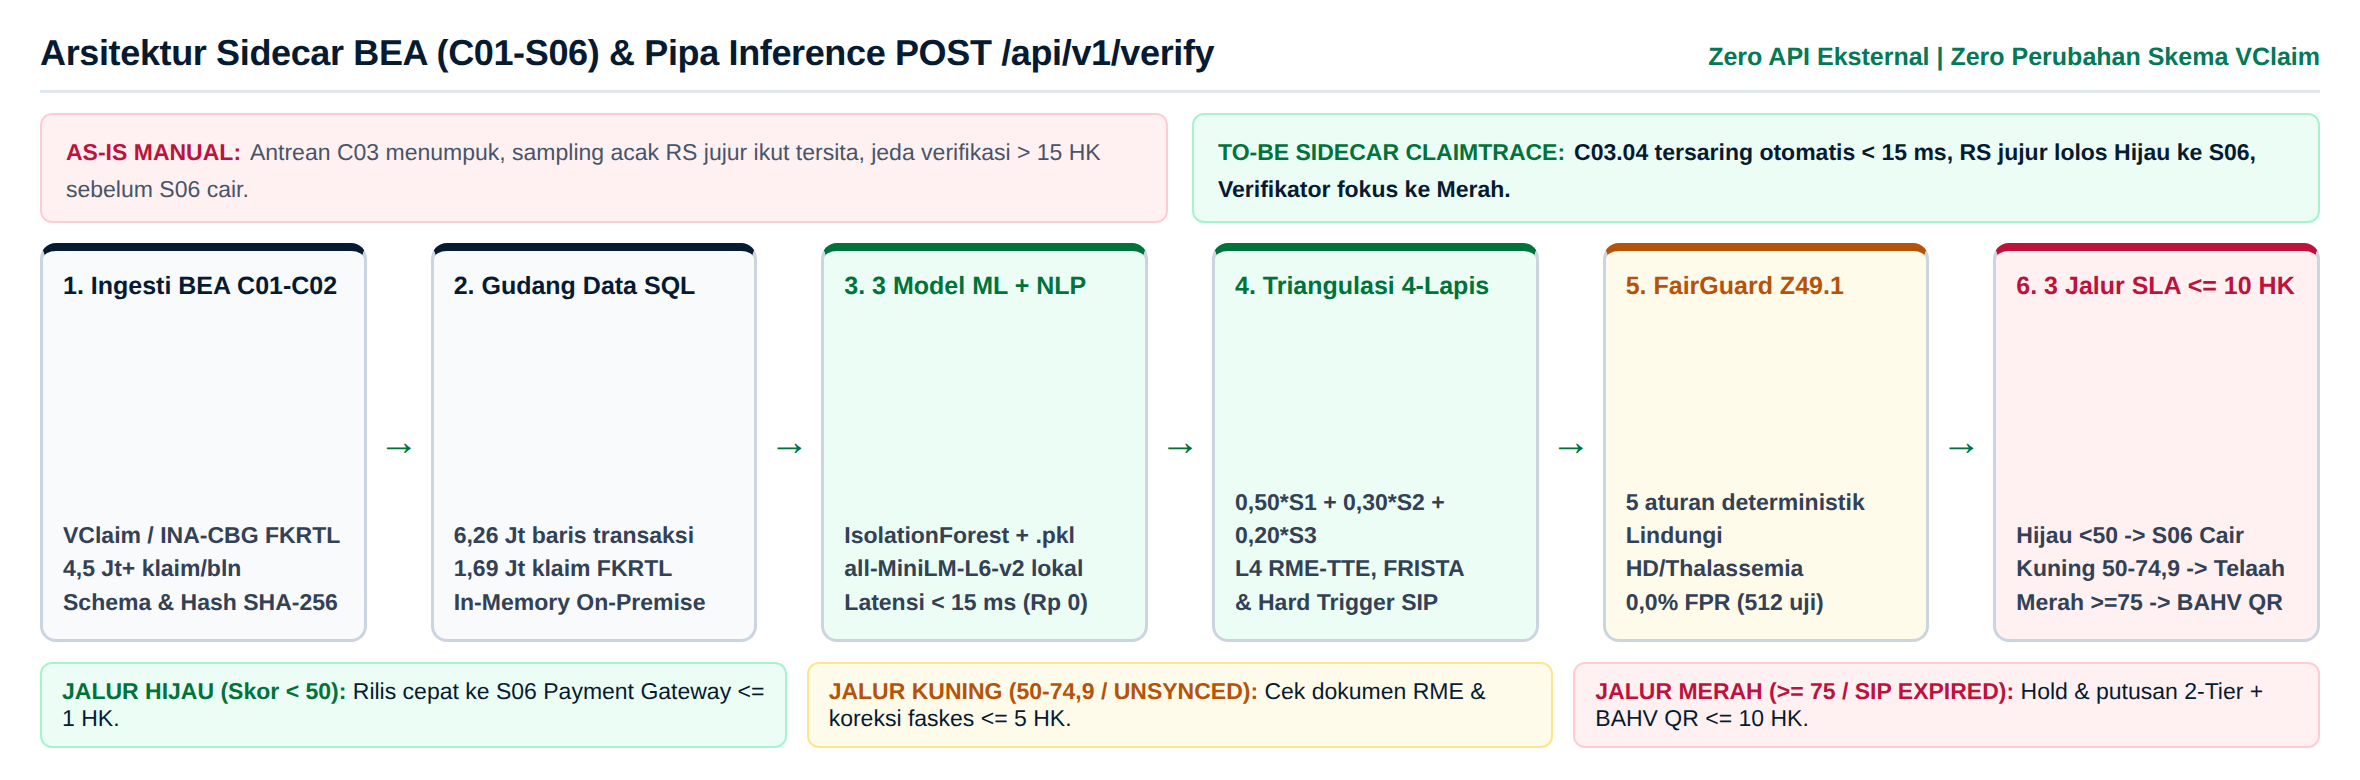 Arsitektur Sidecar BEA (C01-S06) & Pipa Inference POST /api/v1/verify
Zero API Eksternal | Zero Perubahan Skema VClaim
AS-IS MANUAL: Antrean C03 menumpuk, sampling acak RS jujur ikut tersita, jeda verifikasi > 15 HK
sebelum S06 cair.
TO-BE SIDECAR CLAIMTRACE: C03.04 tersaring otomatis < 15 ms, RS jujur lolos Hijau ke S06,
Verifikator fokus ke Merah.
1. Ingesti BEA C01-C02
VClaim / INA-CBG FKRTL
4,5 Jt+ klaim/bln
Schema & Hash SHA-256
→
2. Gudang Data SQL
6,26 Jt baris transaksi
1,69 Jt klaim FKRTL
In-Memory On-Premise
→
3. 3 Model ML + NLP
IsolationForest + .pkl
all-MiniLM-L6-v2 lokal
Latensi < 15 ms (Rp 0)
→
4. Triangulasi 4-Lapis
0,50*S1 + 0,30*S2 +
0,20*S3
L4 RME-TTE, FRISTA
& Hard Trigger SIP
→
5. FairGuard Z49.1
5 aturan deterministik
Lindungi
HD/Thalassemia
0,0% FPR (512 uji)
→
6. 3 Jalur SLA <= 10 HK
Hijau <50 -> S06 Cair
Kuning 50-74,9 -> Telaah
Merah >=75 -> BAHV QR
JALUR HIJAU (Skor < 50): Rilis cepat ke S06 Payment Gateway <=
1 HK.
JALUR KUNING (50-74,9 / UNSYNCED): Cek dokumen RME &
koreksi faskes <= 5 HK.
JALUR MERAH (>= 75 / SIP EXPIRED): Hold & putusan 2-Tier +
BAHV QR <= 10 HK.